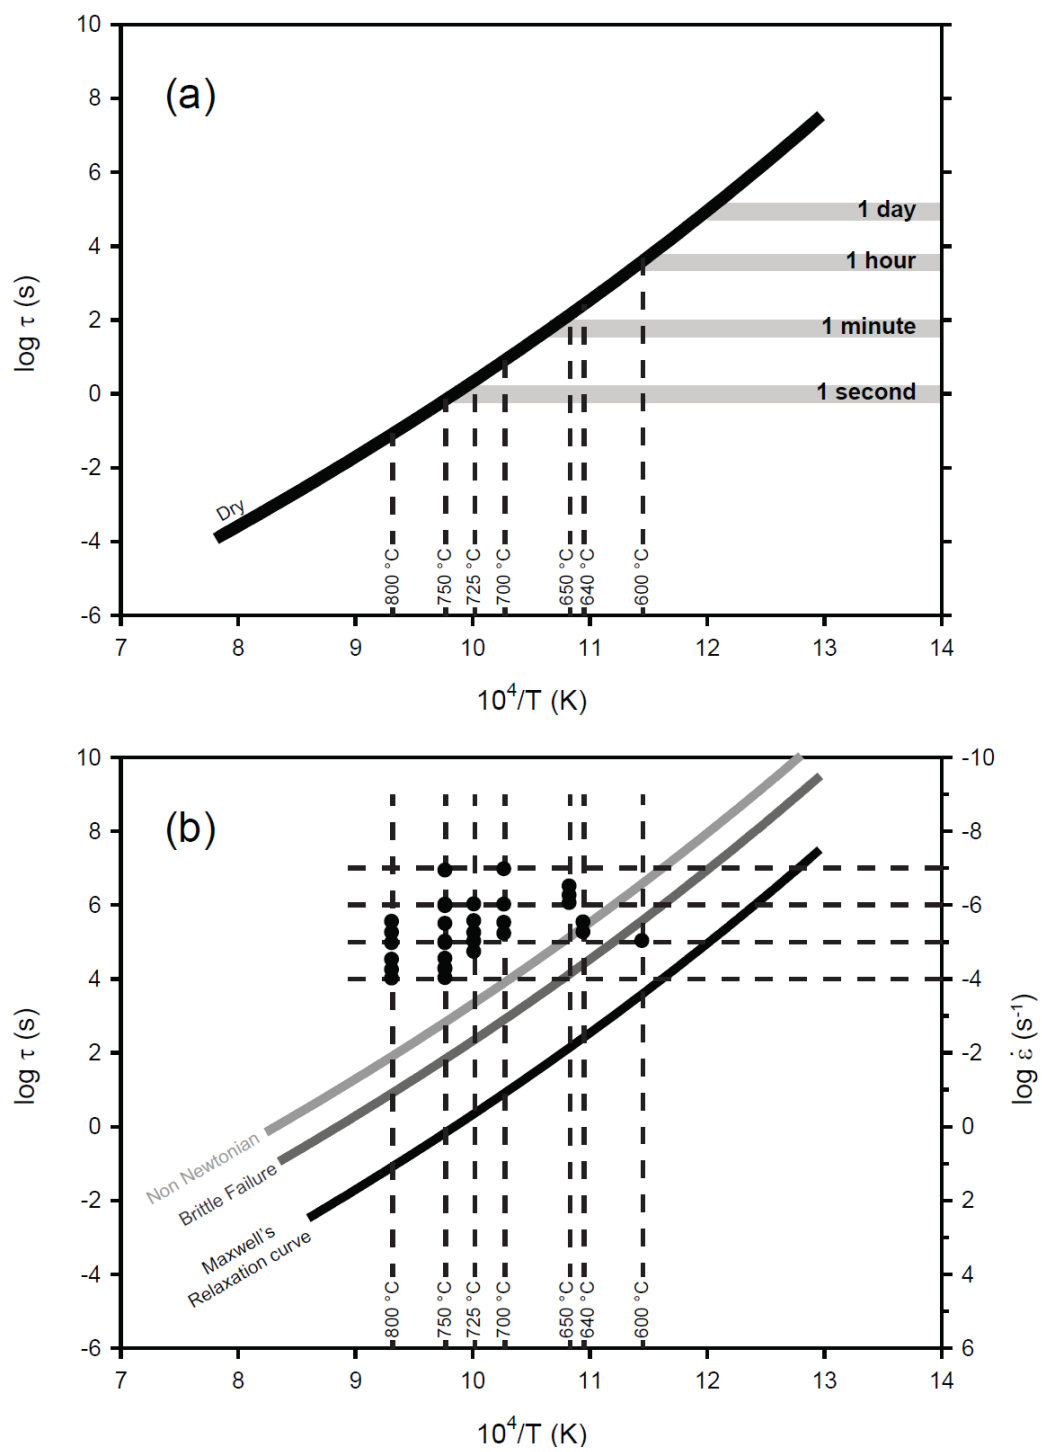 10
(a)
8
6
1 day
4
1 hour
log τ (s)
2
1 minute
0
1 second
-2
Dry
-4
800 °C
750 °C
725 °C
700 °C
650 °C
640 °C
600 °C
-6
7 8 9 10 11 12 13 14
10⁴/T (K)
10 -10
(b)
8 -8
6 -6
4 -4
log τ (s)
log ε̇ (s⁻¹)
2 -2
0 0
Non Newtonian
Brittle Failure
-2 2
Maxwell's
Relaxation curve
-4 4
800 °C
750 °C
725 °C
700 °C
650 °C
640 °C
600 °C
-6 6
7 8 9 10 11 12 13 14
10⁴/T (K)